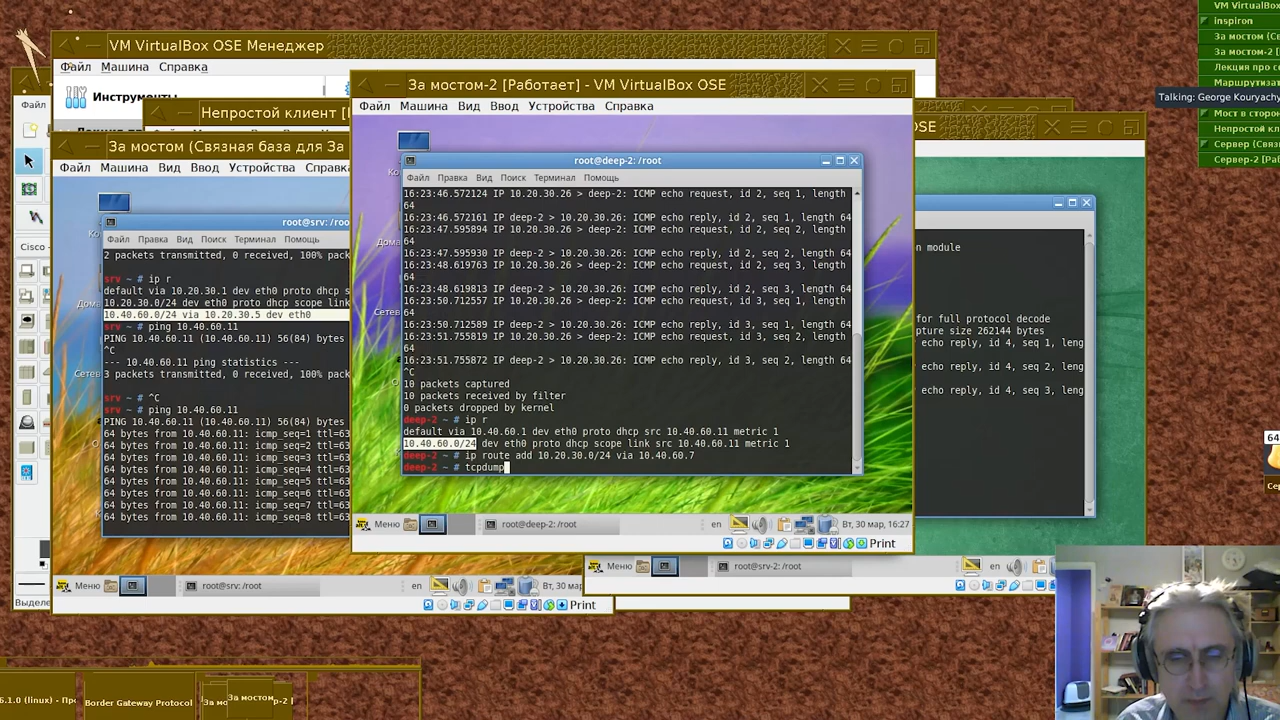 VM VirtualBox OSE Менеджер
Файл Машина Справка
Инструменты
Непростой клиент [
За мостом (Связная база для За
Файл Машина Вид Ввод Устройства Справка
root@srv: /root
Файл Правка Вид Поиск Терминал Помощь
2 packets transmitted, 0 received, 100% pack
srv ~ # ip r
default via 10.20.30.1 dev eth0 proto dhcp s
10.20.30.0/24 dev eth0 proto dhcp scope link
10.40.60.0/24 via 10.20.30.5 dev eth0
srv ~ # ping 10.40.60.11
PING 10.40.60.11 (10.40.60.11) 56(84) bytes
^C
--- 10.40.60.11 ping statistics
3 packets transmitted, 0 received, 100% pack
srv ~ # ^C
srv ~ # ping 10.40.60.11
PING 10.40.60.11 (10.40.60.11) 56(84) bytes
64 bytes from 10.40.60.11: icmp_seq=1 ttl=63
64 bytes from 10.40.60.11: icmp_seq=2 ttl=63
64 bytes from 10.40.60.11: icmp_seq=3 ttl=63
64 bytes from 10.40.60.11: icmp_seq=4 ttl=63
64 bytes from 10.40.60.11: icmp_seq=5 ttl=63
64 bytes from 10.40.60.11: icmp_seq=6 ttl=63
64 bytes from 10.40.60.11: icmp_seq=7 ttl=63
64 bytes from 10.40.60.11: icmp_seq=8 ttl=63
Меню root@srv: /root en Вт, 30 мар
Print
За мостом-2 [Работает] - VM VirtualBox OSE
Файл Машина Вид Ввод Устройства Справка
root@deep-2: /root
Файл Правка Вид Поиск Терминал Помощь
16:23:46.572124 IP 10.20.30.26 > deep-2: ICMP echo request, id 2, seq 1, length
64
16:23:46.572161 IP deep-2 > 10.20.30.26: ICMP echo reply, id 2, seq 1, length 64
16:23:47.595894 IP 10.20.30.26 > deep-2: ICMP echo request, id 2, seq 2, length
64
16:23:47.595930 IP deep-2 > 10.20.30.26: ICMP echo reply, id 2, seq 2, length 64
16:23:48.619763 IP 10.20.30.26 > deep-2: ICMP echo request, id 2, seq 3, length
64
16:23:48.619833 IP deep-2 > 10.20.30.26: ICMP echo reply, id 2, seq 3, length 64
16:23:50.712557 IP 10.20.30.26 > deep-2: ICMP echo request, id 3, seq 1, length
64
16:23:50.712589 IP deep-2 > 10.20.30.26: ICMP echo reply, id 3, seq 1, length 64
16:23:51.755819 IP 10.20.30.26 > deep-2: ICMP echo request, id 3, seq 2, length
64
16:23:51.755868 IP deep-2 > 10.20.30.26: ICMP echo reply, id 3, seq 2, length 64
^C
10 packets captured
10 packets received by filter
0 packets dropped by kernel
deep-2 ~ # ip r
default via 10.40.60.1 dev eth0 proto dhcp src 10.40.60.11 metric 1
10.40.60.0/24 dev eth0 proto dhcp scope link src 10.40.60.11 metric 1
deep-2 ~ # ip route add 10.20.30.0/24 via 10.40.60.7
deep-2 ~ # tcpdump
Меню root@deep-2: /root en Вт, 30 мар, 16:27
Print
OSE
on module
for full protocol decode
pture size 262144 bytes
echo reply, id 4, seq 1, leng
echo reply, id 4, seq 2, leng
echo reply, id 4, seq 3, leng
Меню root@srv-2: /root en
VM VirtualBox
inspiron
За мостом (Св
За мостом-2 [Ра
Лекция про се
Маршрутизат
Talking: George Kouryachy
Мост в сторон
Непростой кли
Сервер (Связн
Сервер-2 [Ра
64
Сер
Файл
Cisco
Выделе
6.1.0 (linux) - Пр
Border Gateway Protocol
За мостом